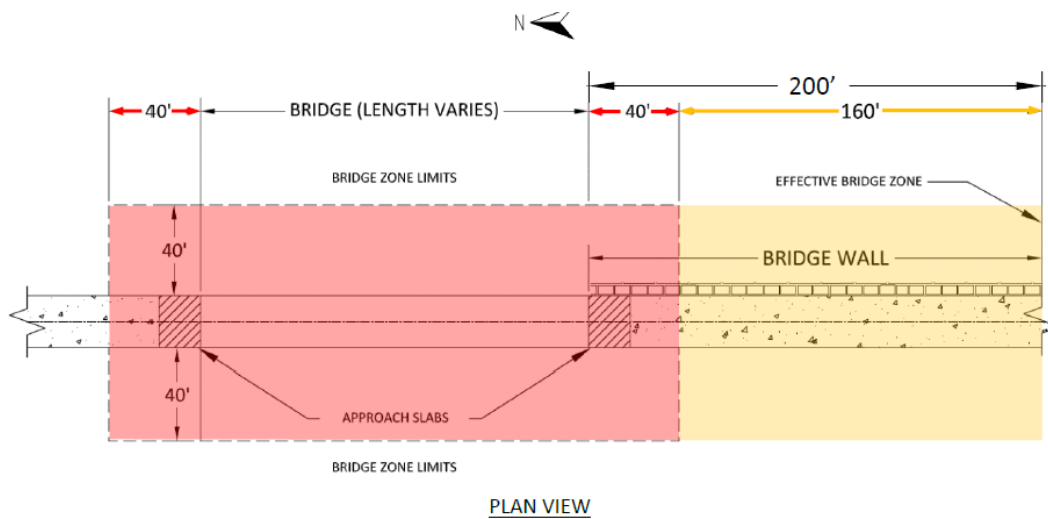 N
200'
40'
BRIDGE (LENGTH VARIES)
40'
160'
BRIDGE ZONE LIMITS
EFFECTIVE BRIDGE ZONE
40'
BRIDGE WALL
40'
APPROACH SLABS
BRIDGE ZONE LIMITS
PLAN VIEW